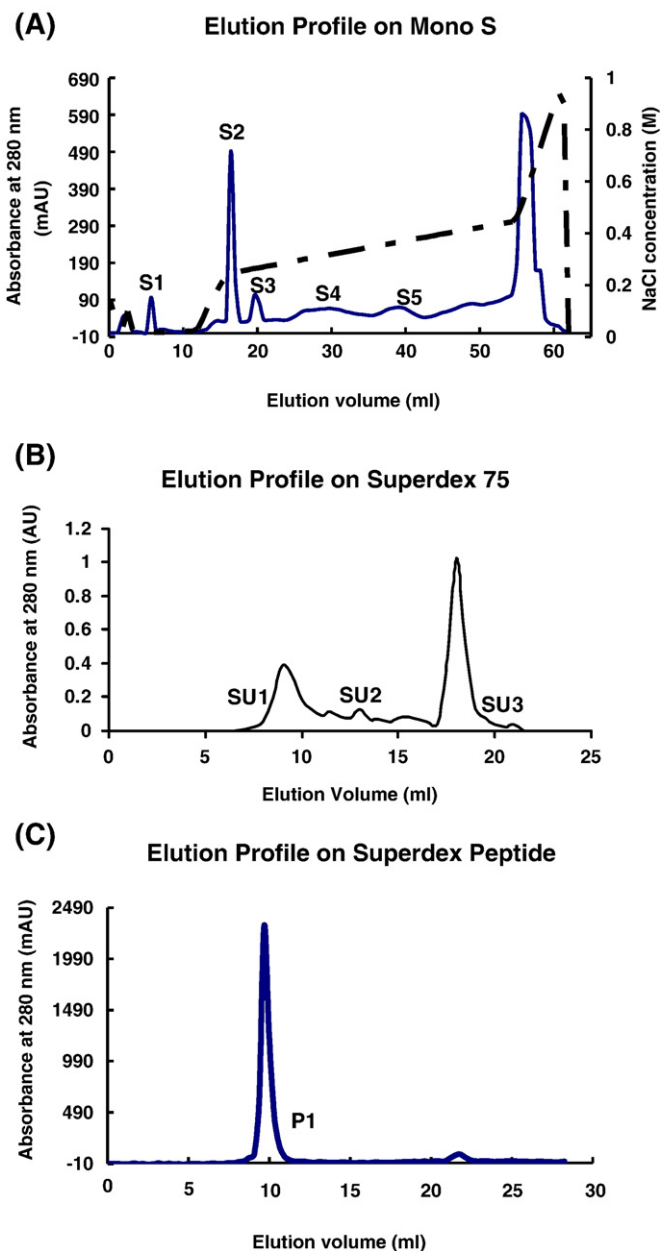 (A)
Elution Profile on Mono S
690
590
490
390
290
190
90
-10
Absorbance at 280 nm
(mAU)
S1
S2
S3
S4
S5
1
0.8
0.6
0.4
0.2
0
NaCl concentration (M)
0 10 20 30 40 50 60
Elution volume (ml)
(B)
Elution Profile on Superdex 75
1.2
1
0.8
0.6
0.4
0.2
0
Absorbance at 280 nm (AU)
SU1
SU2
SU3
0 5 10 15 20 25
Elution Volume (ml)
(C)
Elution Profile on Superdex Peptide
2490
1990
1490
990
490
-10
Absorbance at 280 nm (mAU)
P1
0 10 20 25 30
Elution volume (ml)